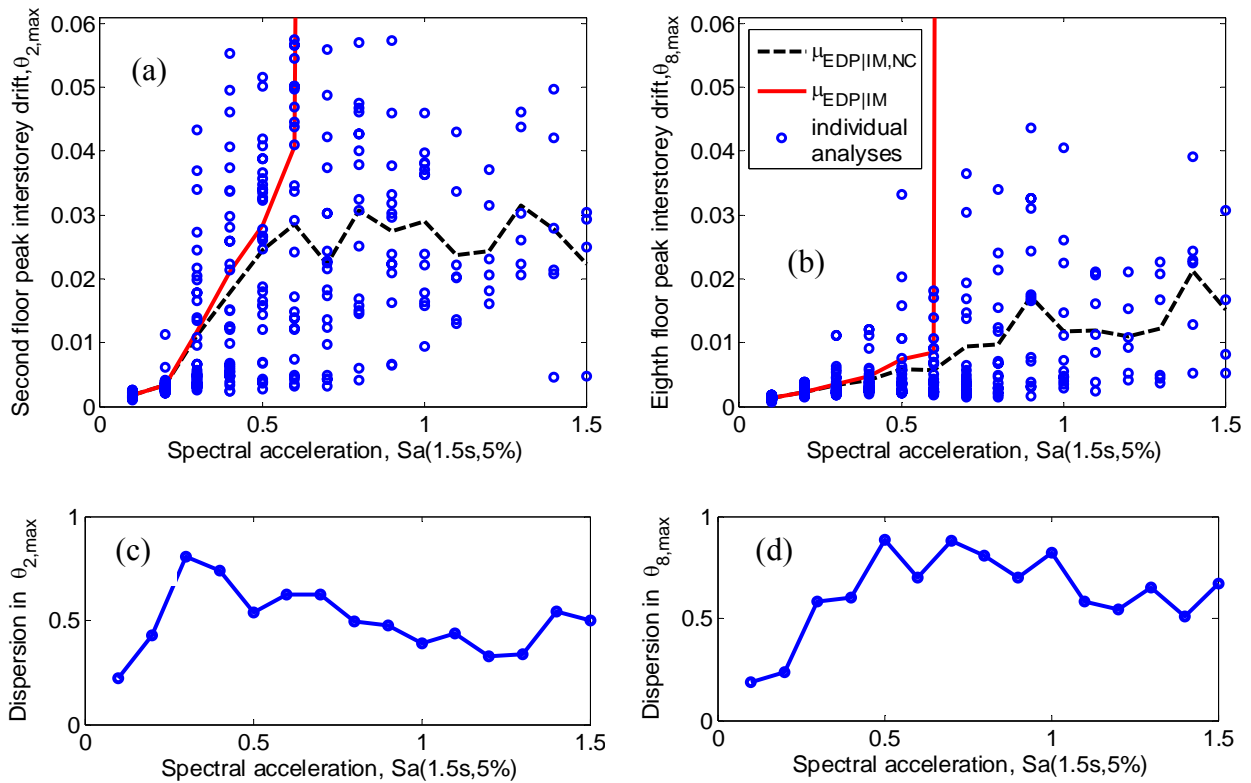 Second floor peak interstorey drift,θ2,max
0.06
0.05
0.04
0.03
0.02
0.01
0
(a)
0
0.5
1
1.5
Spectral acceleration, Sa(1.5s,5%)
Eighth floor peak interstorey drift,θ8,max
0.06
0.05
0.04
0.03
0.02
0.01
0
μEDP|IM,NC
μEDP|IM
individual
analyses
(b)
0
0.5
1
1.5
Spectral acceleration, Sa(1.5s,5%)
Dispersion in θ2,max
1
0.5
0
(c)
0
0.5
1
1.5
Spectral acceleration, Sa(1.5s,5%)
Dispersion in θ8,max
1
0.5
0
(d)
0
0.5
1
1.5
Spectral acceleration, Sa(1.5s,5%)